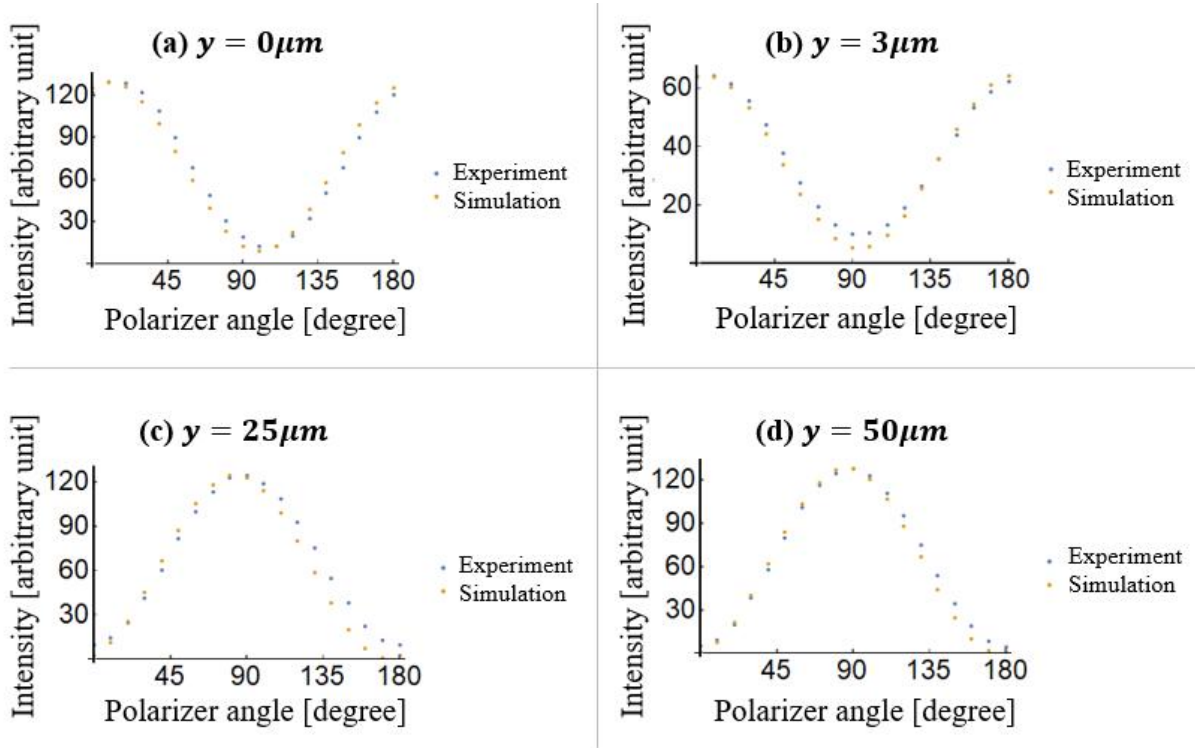 (a) y = 0μm
Intensity [arbitrary unit]
120
90
60
30
45
90
135
180
Polarizer angle [degree]
Experiment
Simulation
(b) y = 3μm
Intensity [arbitrary unit]
60
40
20
45
90
135
180
Polarizer angle [degree]
Experiment
Simulation
(c) y = 25μm
Intensity [arbitrary unit]
120
90
60
30
45
90
135
180
Polarizer angle [degree]
Experiment
Simulation
(d) y = 50μm
Intensity [arbitrary unit]
120
90
60
30
45
90
135
180
Polarizer angle [degree]
Experiment
Simulation